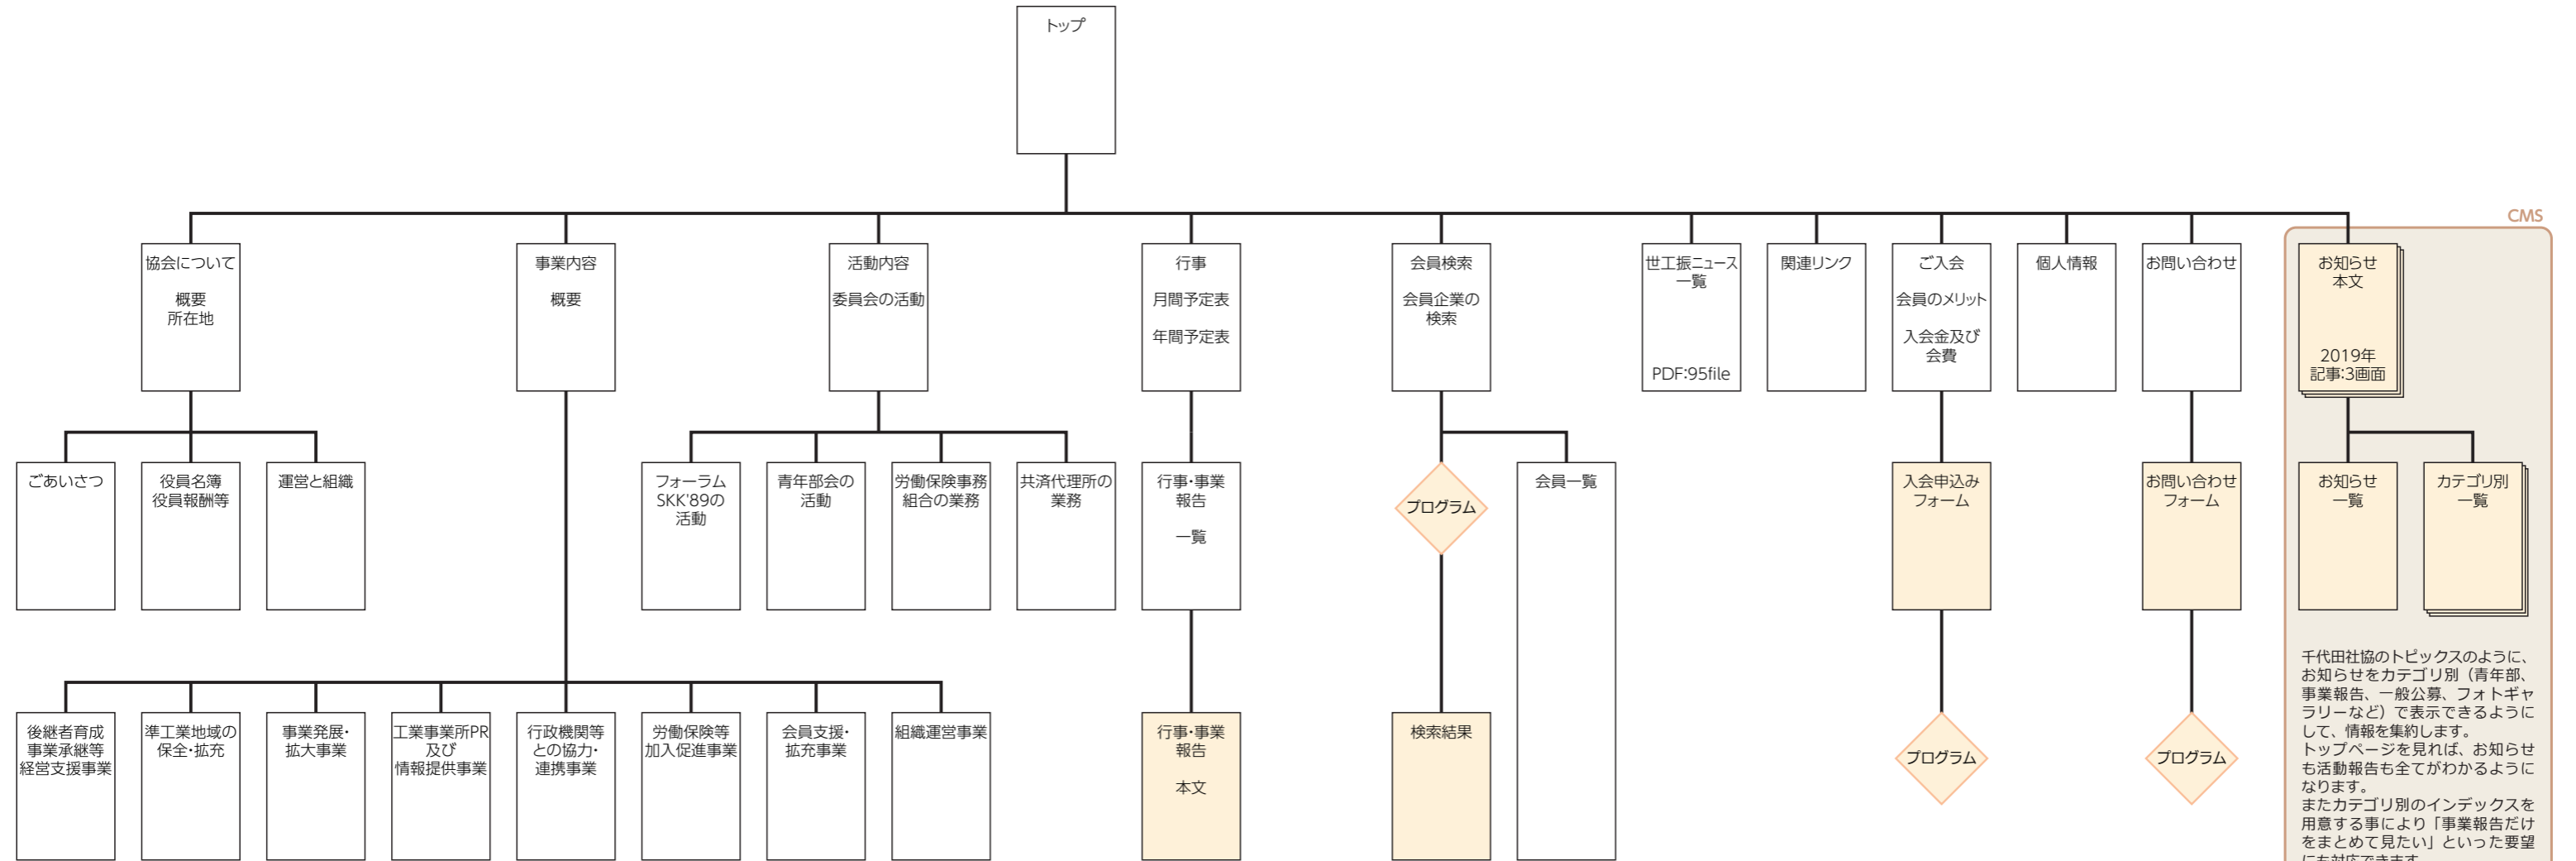 トップ
CMS
協会について
概要
所在地
事業内容
概要
活動内容
委員会の活動
行事
月間予定表
年間予定表
会員検索
会員企業の
検索
世工振ニュース
一覧
PDF:95file
関連リンク
ご入会
会員のメリット
入会金及び
会費
個人情報
お問い合わせ
お知らせ
本文
2019年
記事:3画面
ごあいさつ
役員名簿
役員報酬等
運営と組織
フォーラム
SKK'89の
活動
青年部会の
活動
労働保険事務
組合の業務
共済代理所の
業務
行事・事業
報告
一覧
プログラム
会員一覧
入会申込み
フォーム
お問い合わせ
フォーム
お知らせ
一覧
カテゴリ別
一覧
後継者育成
事業承継等
経営支援事業
準工業地域の
保全・拡充
事業発展・
拡大事業
工業事業所PR
及び
情報提供事業
行政機関等
との協力・
連携事業
労働保険等
加入促進事業
会員支援・
拡充事業
組織運営事業
行事・事業
報告
本文
検索結果
プログラム
プログラム
千代田社協のトピックスのように、
お知らせをカテゴリ別（青年部、
事業報告、一般公募、フォトギャ
ラリーなど）で表示できるように
して、情報を集約します。
トップページを見れば、お知らせ
も活動報告も全てがわかるように
なります。
またカテゴリ別のインデックスを
用意する事により「事業報告だけ
をまとめて見たい」といった要望
にも対応できます。